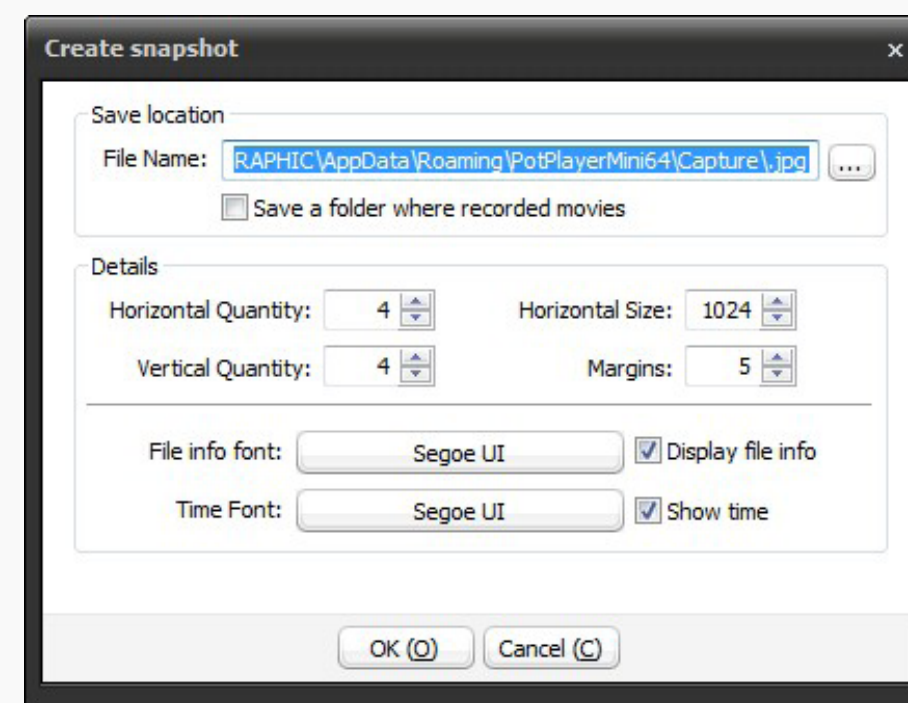 Create snapshot
Save location
File Name: RAPHIC\AppData\Roaming\PotPlayerMini64\Capture\.jpg ...
Save a folder where recorded movies
Details
Horizontal Quantity: 4 Horizontal Size: 1024
Vertical Quantity: 4 Margins: 5
File info font: Segoe UI Display file info
Time Font: Segoe UI Show time
OK (O) Cancel (C)